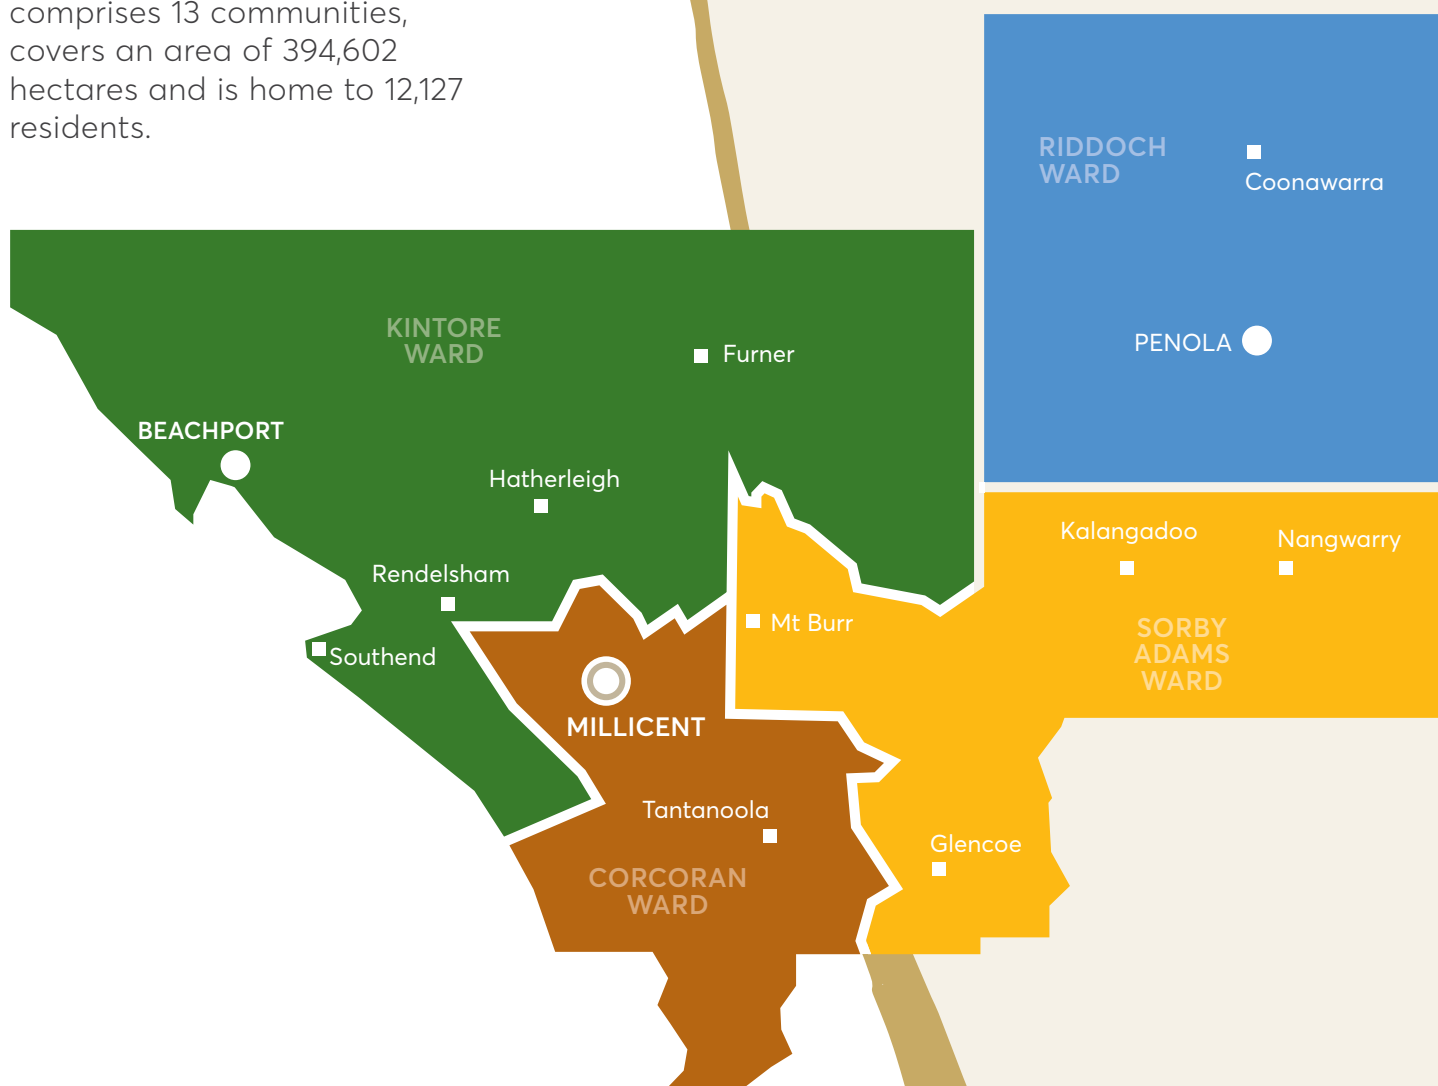 comprises 13 communities,
covers an area of 394,602
hectares and is home to 12,127
residents.
RIDDOCH
WARD
Coonawarra
PENOLA
KINTORE
WARD
Furner
BEACHPORT
Hatherleigh
Rendelsham
Southend
Kalangadoo
Nangwarry
Mt Burr
SORBY
ADAMS
WARD
MILLICENT
Tantanoola
Glencoe
CORCORAN
WARD